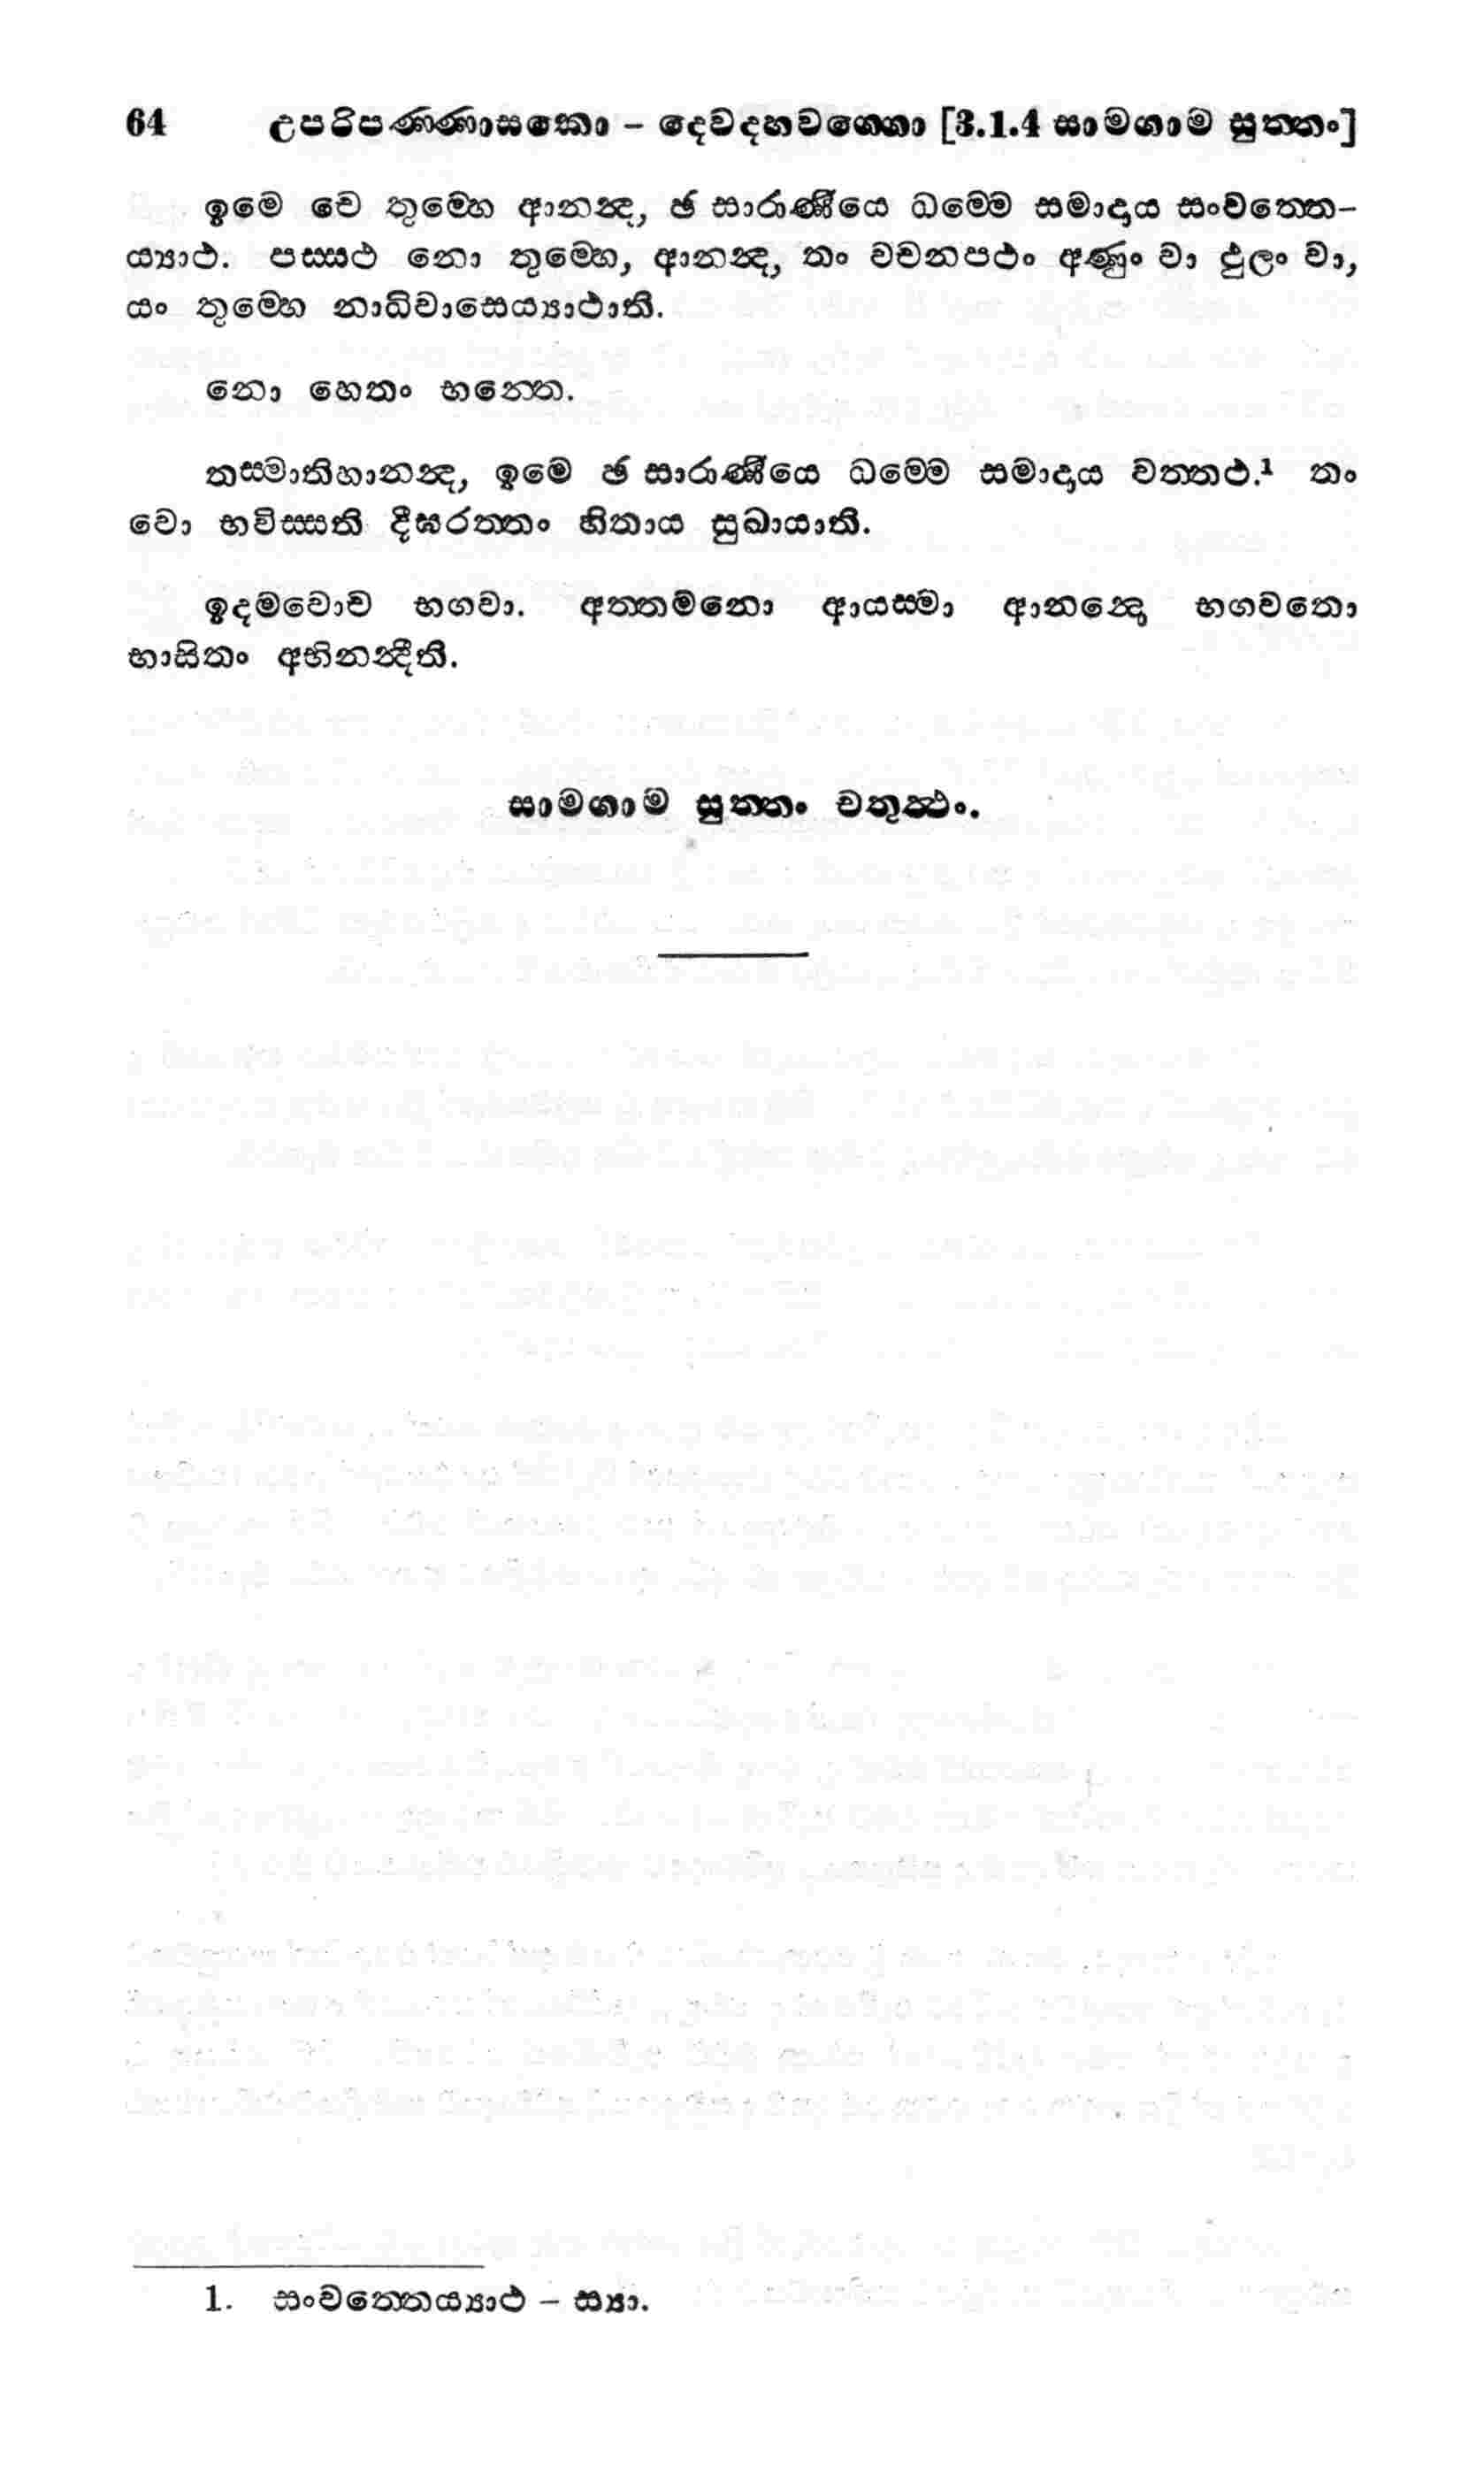 64 උපරිපණ‍්ණාසකො – දෙවදහවග‍්ගො [3.1.4 සාමගාම සුත‍්තං]
ඉමෙ චෙ තුම‍්හෙ ආනන්‍ද, ඡ සාරාණීයෙ ධම‍්මෙ සමාදාය සංවත‍්තෙ-
ය්‍යාථ. පස‍්සථ නො තුම‍්හෙ, ආනන්‍ද, තං වචනපථං අණුං වා ථුලං වා,
යං තුම‍්හෙ නාධිවාසෙය්‍යාථාති.
නො හෙතං භන‍්තෙ.
තස‍්මාතිහානන්‍ද, ඉමෙ ඡ සාරාණීයෙ ධම‍්මෙ සමාදාය වත‍්තථ.¹ තං
වො භවිස‍්සති දීඝරත‍්තං හිතාය සුඛායාති.
ඉදමවොච භගවා. අත‍්තමනො ආයස‍්මා ආනන්‍දො භගවතො
භාසිතං අභිනන්‍දීති.
සාමගාම සුත‍්තං චතුත්‍ථං.
1. සංවත‍්තෙය්‍යාථ – ස්‍යා.